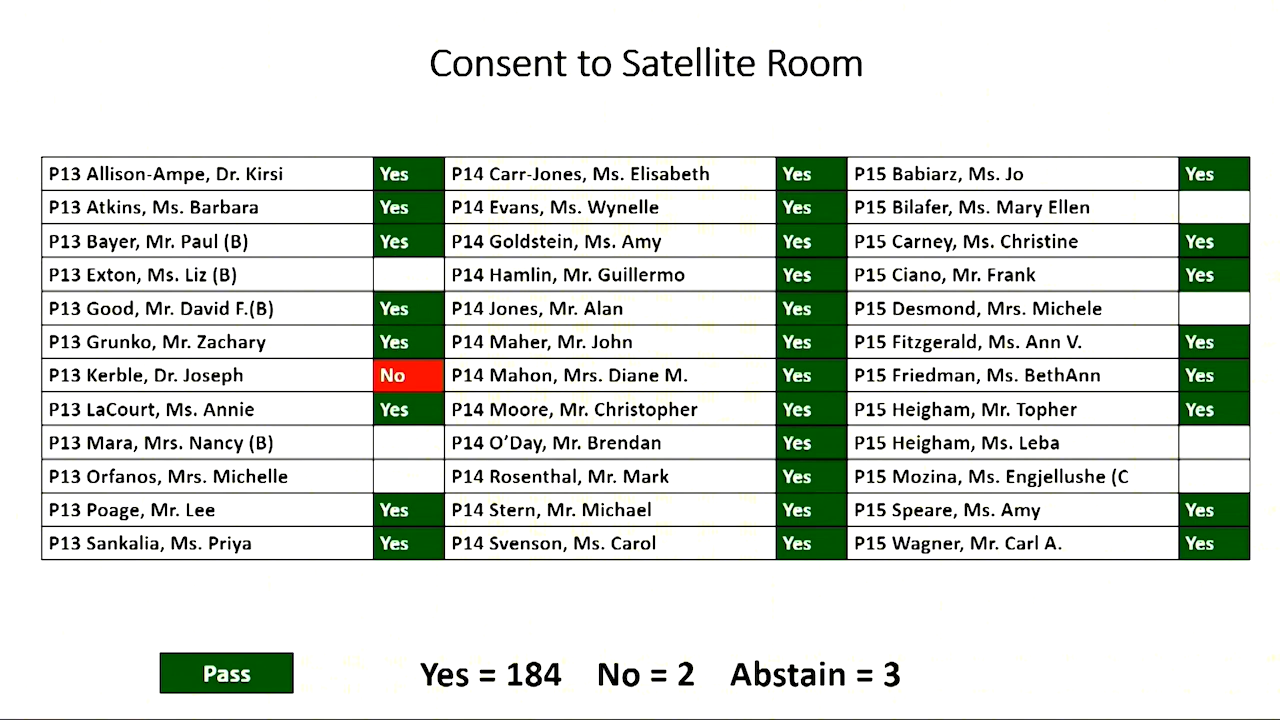 Consent to Satellite Room
P13 Allison-Ampe, Dr. Kirsi Yes P14 Carr-Jones, Ms. Elisabeth Yes P15 Babiarz, Ms. Jo Yes
P13 Atkins, Ms. Barbara Yes P14 Evans, Ms. Wynelle Yes P15 Bilafer, Ms. Mary Ellen
P13 Bayer, Mr. Paul (B) Yes P14 Goldstein, Ms. Amy Yes P15 Carney, Ms. Christine Yes
P13 Exton, Ms. Liz (B) P14 Hamlin, Mr. Guillermo Yes P15 Ciano, Mr. Frank Yes
P13 Good, Mr. David F.(B) Yes P14 Jones, Mr. Alan Yes P15 Desmond, Mrs. Michele
P13 Grunko, Mr. Zachary Yes P14 Maher, Mr. John Yes P15 Fitzgerald, Ms. Ann V. Yes
P13 Kerble, Dr. Joseph No P14 Mahon, Mrs. Diane M. Yes P15 Friedman, Ms. BethAnn Yes
P13 LaCourt, Ms. Annie Yes P14 Moore, Mr. Christopher Yes P15 Heigham, Mr. Topher Yes
P13 Mara, Mrs. Nancy (B) P14 O’Day, Mr. Brendan Yes P15 Heigham, Ms. Leba
P13 Orfanos, Mrs. Michelle P14 Rosenthal, Mr. Mark Yes P15 Mozina, Ms. Engjellushe (C
P13 Poage, Mr. Lee Yes P14 Stern, Mr. Michael Yes P15 Speare, Ms. Amy Yes
P13 Sankalia, Ms. Priya Yes P14 Svenson, Ms. Carol Yes P15 Wagner, Mr. Carl A. Yes
Pass Yes = 184 No = 2 Abstain = 3